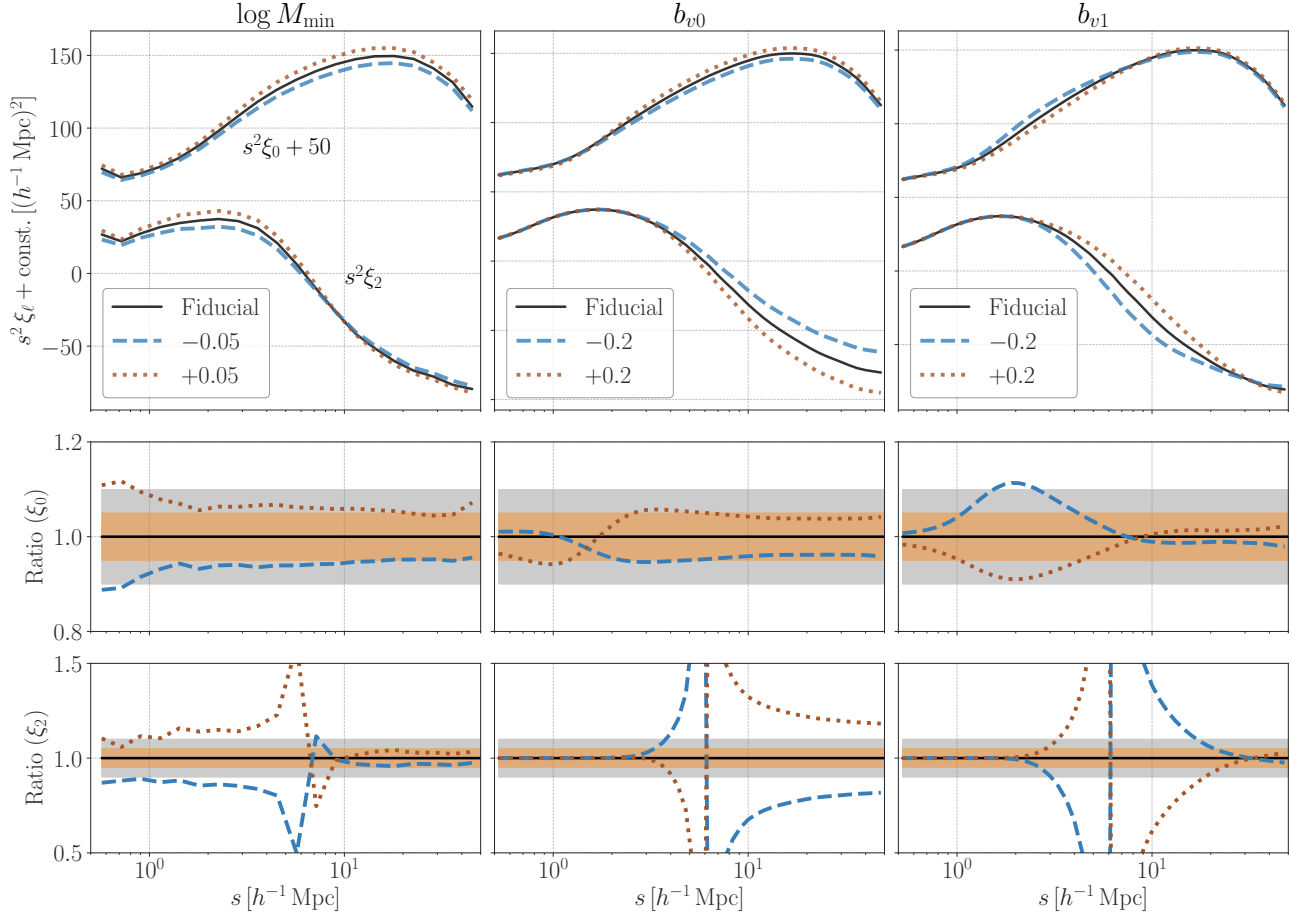 log M_min
b_v0
b_v1
s² ξ_ℓ + const. [(h⁻¹ Mpc)²]
150
100
50
0
−50
s²ξ₀ + 50
s²ξ₂
Fiducial
−0.05
+0.05
Fiducial
−0.2
+0.2
Fiducial
−0.2
+0.2
Ratio (ξ₀)
1.2
1.0
0.8
Ratio (ξ₂)
1.5
1.0
0.5
10⁰ 10¹
10⁰ 10¹
10⁰ 10¹
s [h⁻¹ Mpc]
s [h⁻¹ Mpc]
s [h⁻¹ Mpc]